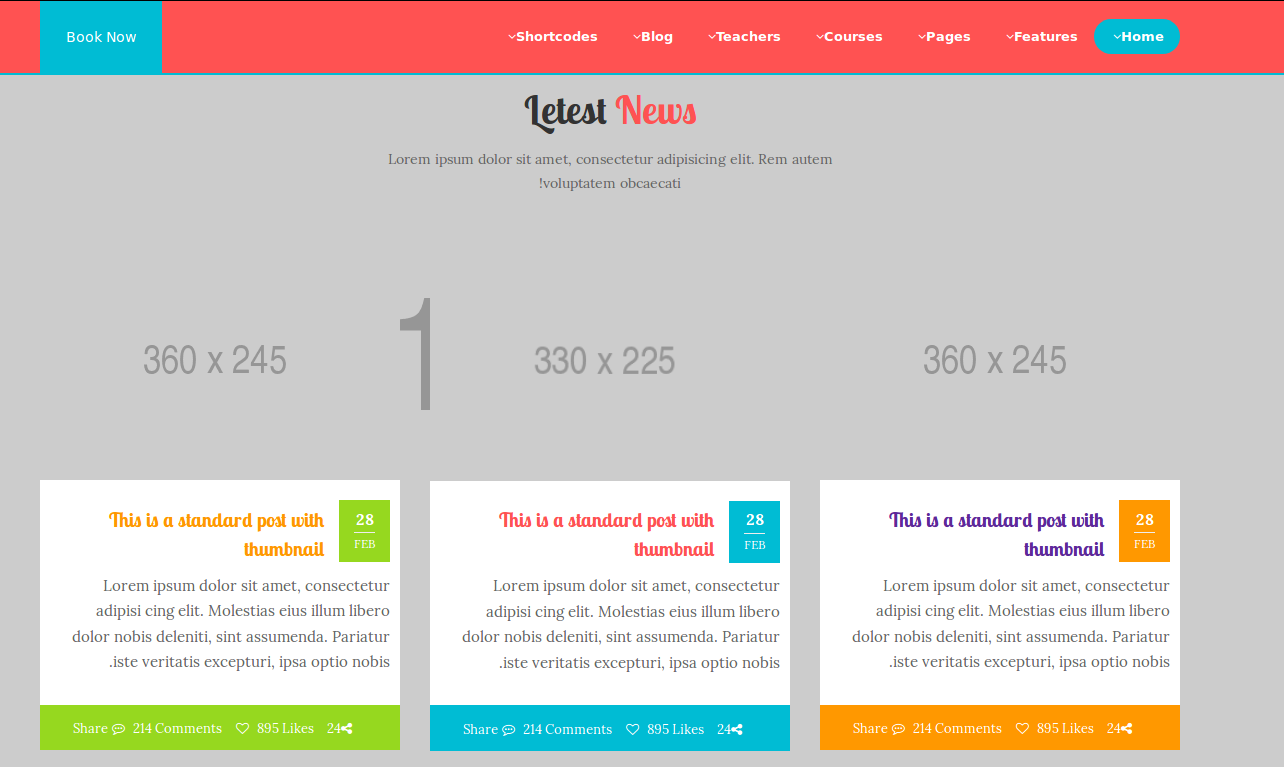 Book Now
Shortcodes
Blog
Teachers
Courses
Pages
Features
Home
Letest News
Lorem ipsum dolor sit amet, consectetur adipisicing elit. Rem autem
!voluptatem obcaecati
360 x 245
1
330 x 225
360 x 245
This is a standard post with
thumbnail
28
FEB
Lorem ipsum dolor sit amet, consectetur
adipisi cing elit. Molestias eius illum libero
dolor nobis deleniti, sint assumenda. Pariatur
.iste veritatis excepturi, ipsa optio nobis
Share 214 Comments 895 Likes 24
This is a standard post with
thumbnail
28
FEB
Lorem ipsum dolor sit amet, consectetur
adipisi cing elit. Molestias eius illum libero
dolor nobis deleniti, sint assumenda. Pariatur
.iste veritatis excepturi, ipsa optio nobis
Share 214 Comments 895 Likes 24
This is a standard post with
thumbnail
28
FEB
Lorem ipsum dolor sit amet, consectetur
adipisi cing elit. Molestias eius illum libero
dolor nobis deleniti, sint assumenda. Pariatur
.iste veritatis excepturi, ipsa optio nobis
Share 214 Comments 895 Likes 24